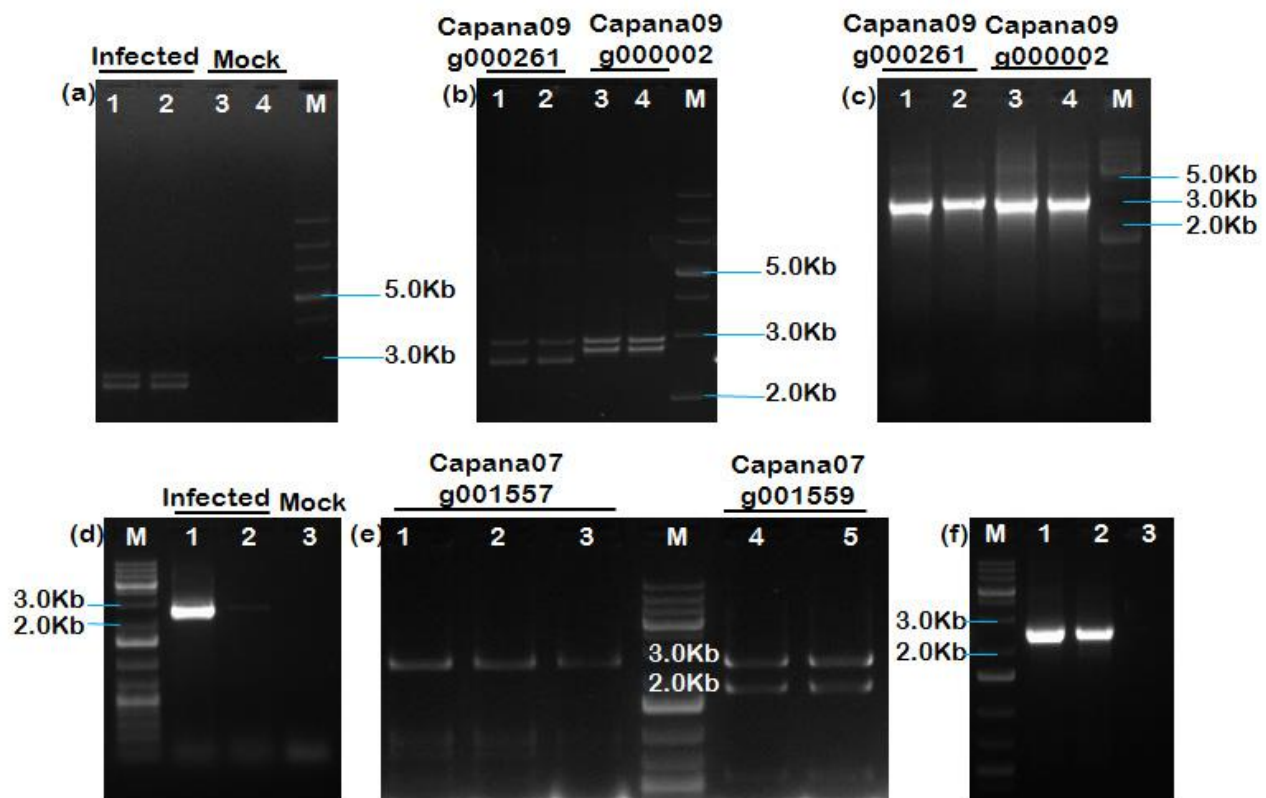 Infected Mock
(a) 1 2 3 4 M
5.0Kb
3.0Kb
Capana09 Capana09
g000261 g000002
(b) 1 2 3 4 M
5.0Kb
3.0Kb
2.0Kb
Capana09 Capana09
g000261 g000002
(c) 1 2 3 4 M
5.0Kb
3.0Kb
2.0Kb
Infected Mock
(d) M 1 2 3
3.0Kb
2.0Kb
Capana07 Capana07
g001557 g001559
(e) 1 2 3 M 4 5
3.0Kb
2.0Kb
(f) M 1 2 3
3.0Kb
2.0Kb